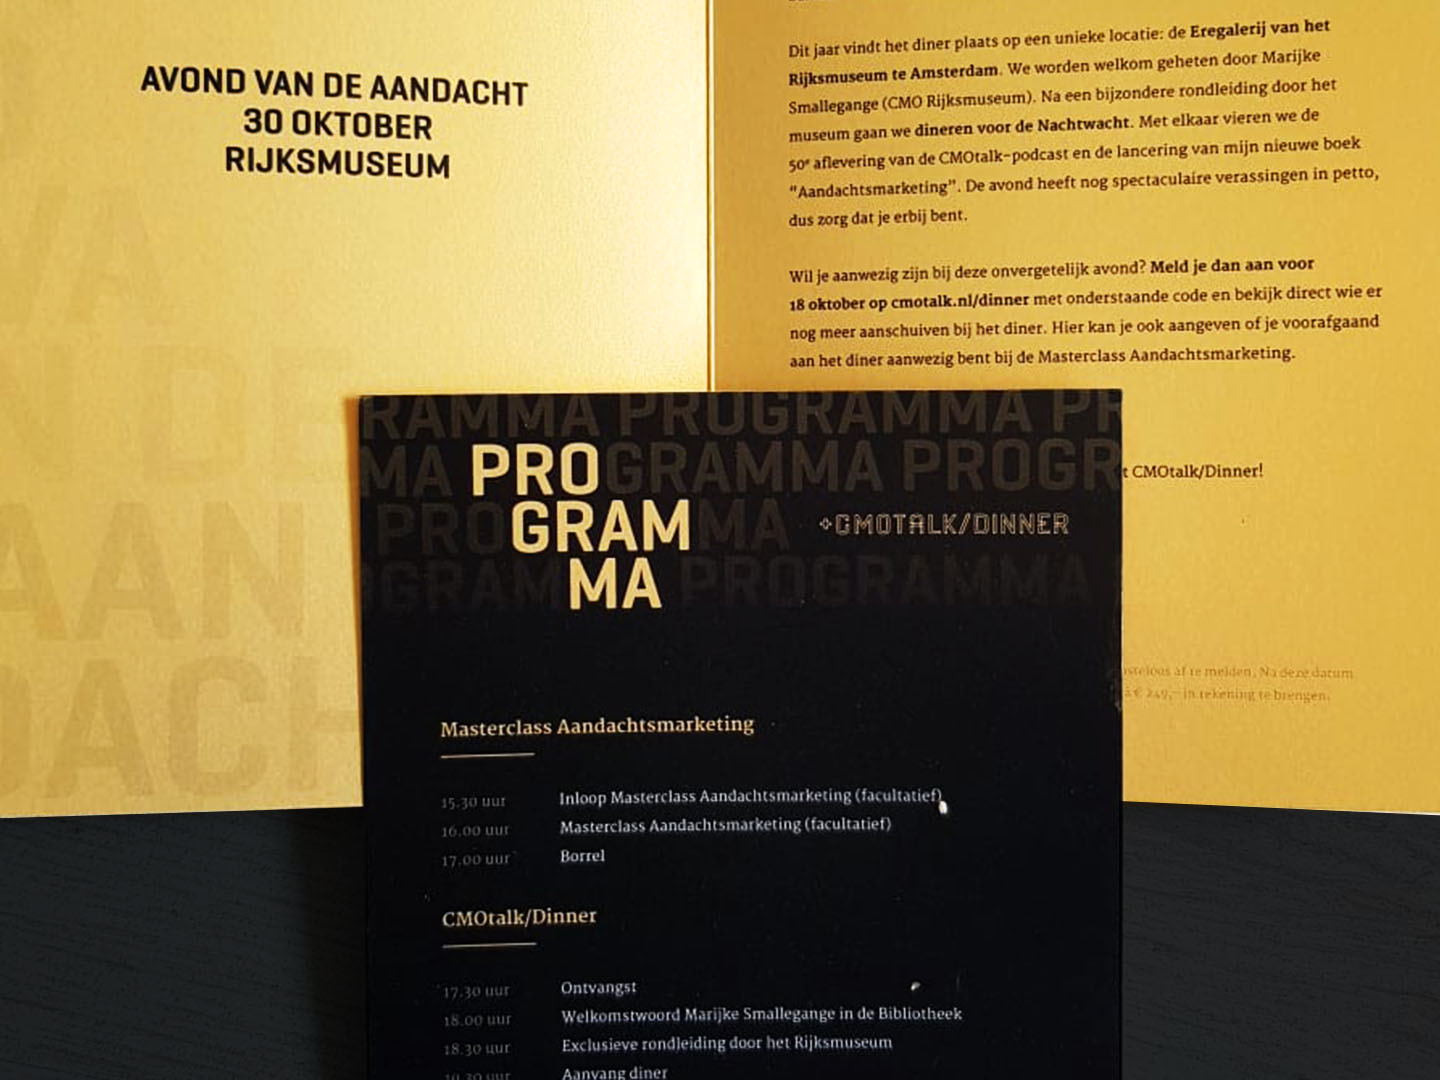 AVOND VAN DE AANDACHT
30 OKTOBER
RIJKSMUSEUM
Dit jaar vindt het diner plaats op een unieke locatie: de Eregalerij van het
Rijksmuseum te Amsterdam. We worden welkom geheten door Marijke
Smallegange (CMO Rijksmuseum). Na een bijzondere rondleiding door het
museum gaan we dineren voor de Nachtwacht. Met elkaar vieren we de
50e aflevering van de CMOtalk-podcast en de lancering van mijn nieuwe boek
"Aandachtsmarketing". De avond heeft nog spectaculaire verassingen in petto,
dus zorg dat je erbij bent.
Wil je aanwezig zijn bij deze onvergetelijk avond? Meld je dan aan voor
18 oktober op cmotalk.nl/dinner met onderstaande code en bekijk direct wie er
nog meer aanschuiven bij het diner. Hier kan je ook aangeven of je voorafgaand
aan het diner aanwezig bent bij de Masterclass Aandachtsmarketing.
t CMOtalk/Dinner!
af te melden. Na deze datum
à € 249,- in rekening te brengen.
RAMMA PROGRAMMA PR
MA PROGRAMMA PROGR
PROGRAMMA
+CMOTALK/DINNER
OGRAMMA PROGRAMMA
Masterclass Aandachtsmarketing
15.30 uur Inloop Masterclass Aandachtsmarketing (facultatief)
16.00 uur Masterclass Aandachtsmarketing (facultatief)
17.00 uur Borrel
CMOtalk/Dinner
17.30 uur Ontvangst
18.00 uur Welkomstwoord Marijke Smallegange in de Bibliotheek
18.30 uur Exclusieve rondleiding door het Rijksmuseum
19.30 uur Aanvang diner